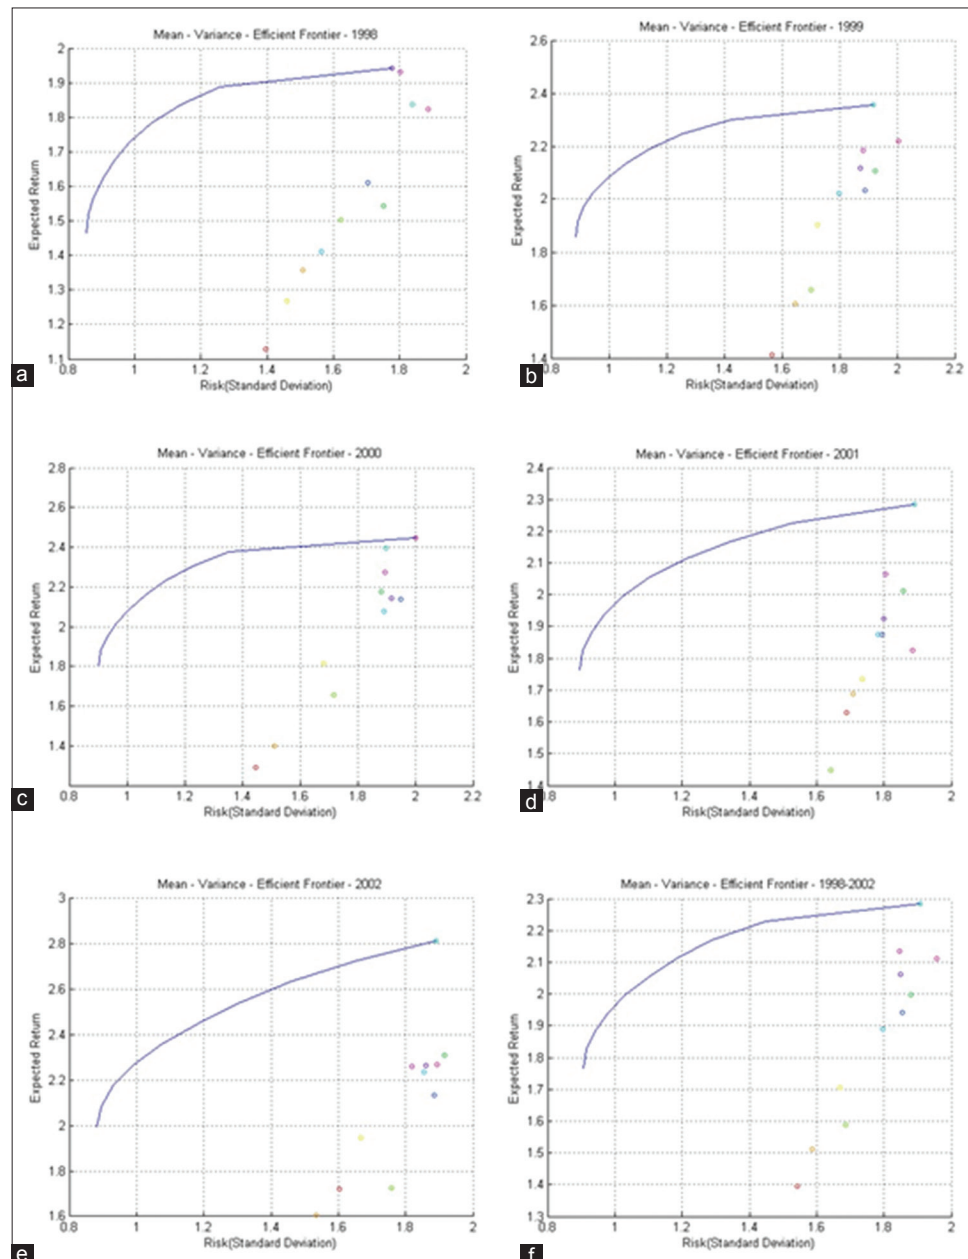 Mean - Variance - Efficient Frontier - 1998
2
1.9
1.8
1.7
1.6
1.5
1.4
1.3
1.2
1.1
Expected Return
0.8 1 1.2 1.4 1.6 1.8 2
Risk(Standard Deviation)
a
Mean - Variance - Efficient Frontier - 1999
2.6
2.4
2.2
2
1.8
1.6
1.4
Expected Return
0.8 1 1.2 1.4 1.6 1.8 2 2.2
Risk(Standard Deviation)
b
Mean - Variance - Efficient Frontier - 2000
2.8
2.6
2.4
2.2
2
1.8
1.6
1.4
Expected Return
0.8 1 1.2 1.4 1.6 1.8 2 2.2
Risk(Standard Deviation)
c
Mean - Variance - Efficient Frontier - 2001
2.4
2.3
2.2
2.1
2
1.9
1.8
1.7
1.6
1.5
1.4
Expected Return
0.8 1 1.2 1.4 1.6 1.8 2
Risk(Standard Deviation)
d
Mean - Variance - Efficient Frontier - 2002
3
2.8
2.6
2.4
2.2
2
1.8
1.6
Expected Return
0.8 1 1.2 1.4 1.6 1.8 2
Risk(Standard Deviation)
e
Mean - Variance - Efficient Frontier - 1998-2002
2.3
2.2
2.1
2
1.9
1.8
1.7
1.6
1.5
1.4
1.3
Expected Return
0.8 1 1.2 1.4 1.6 1.8 2
Risk(Standard Deviation)
f